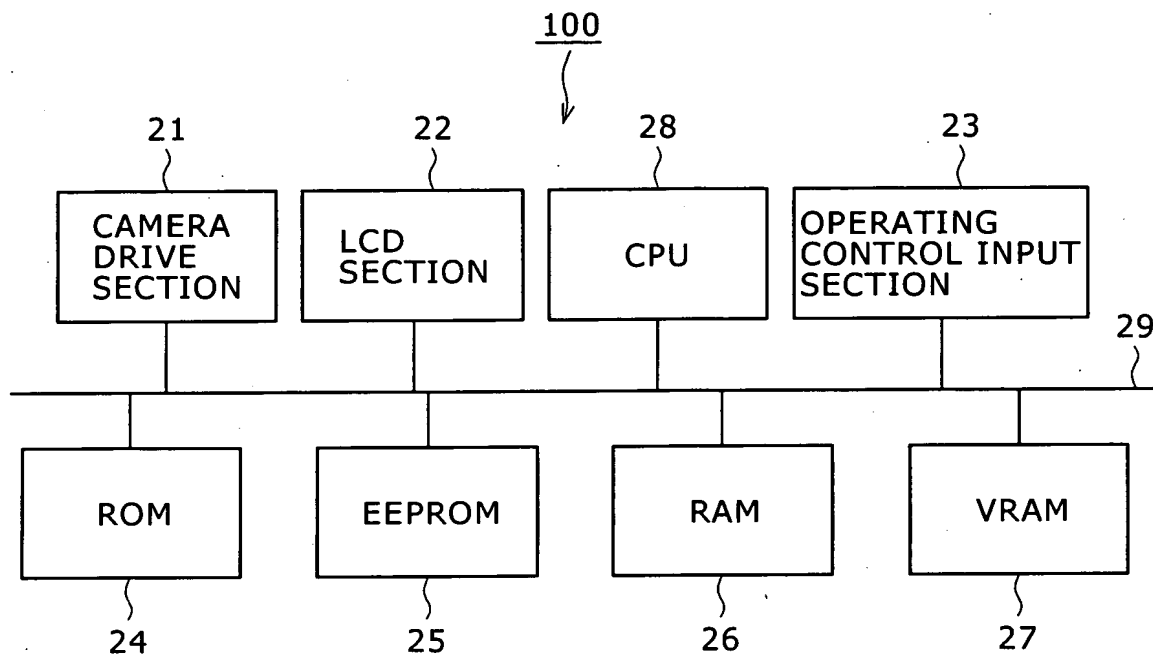 100
21
22
28
23
CAMERA
DRIVE
SECTION
LCD
SECTION
CPU
OPERATING
CONTROL INPUT
SECTION
29
ROM
EEPROM
RAM
VRAM
24
25
26
27